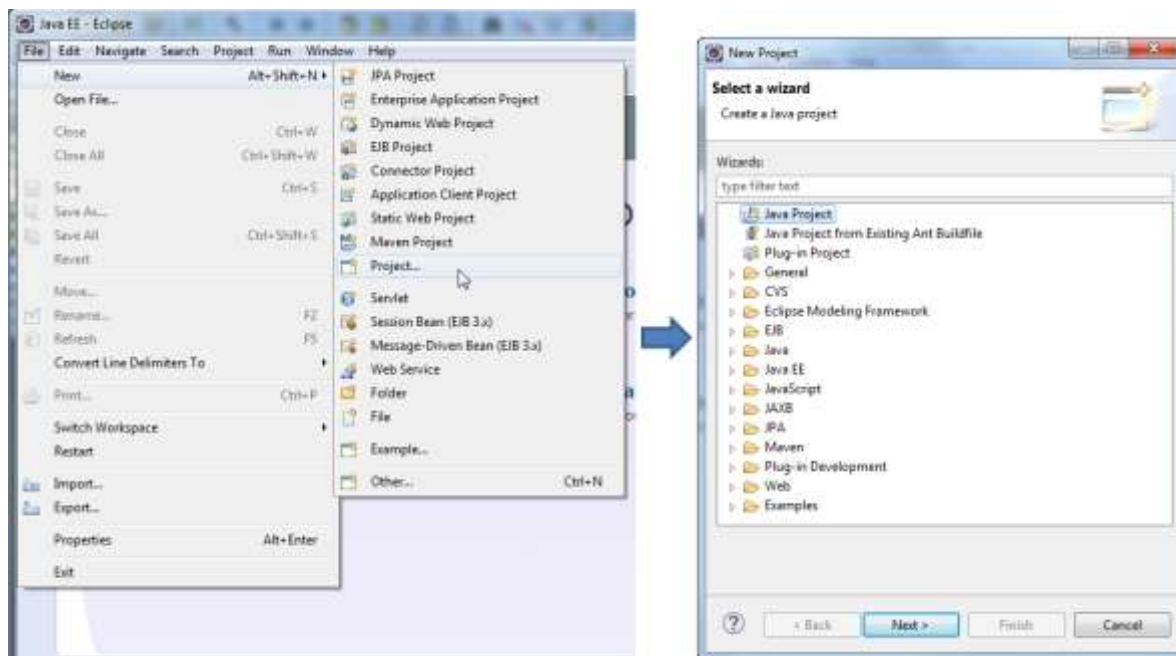 Java EE - Eclipse
File Edit Navigate Search Project Run Window Help
New Alt+Shift+N
Open File...
Close Ctrl+W
Close All Ctrl+Shift+W
Save Ctrl+S
Save As...
Save All Ctrl+Shift+S
Revert
Move...
Rename... F2
Refresh F5
Convert Line Delimiters To
Print... Ctrl+P
Switch Workspace
Restart
Import...
Export...
Properties Alt+Enter
Exit
JPA Project
Enterprise Application Project
Dynamic Web Project
EJB Project
Connector Project
Application Client Project
Static Web Project
Maven Project
Project...
Servlet
Session Bean (EJB 3.x)
Message-Driven Bean (EJB 3.x)
Web Service
Folder
File
Example...
Other... Ctrl+N
New Project
Select a wizard
Create a Java project
Wizards:
type filter text
Java Project
Java Project from Existing Ant Buildfile
Plug-in Project
General
CVS
Eclipse Modeling Framework
EJB
Java
Java EE
JavaScript
JAXB
JPA
Maven
Plug-in Development
Web
Examples
? < Back Next > Finish Cancel